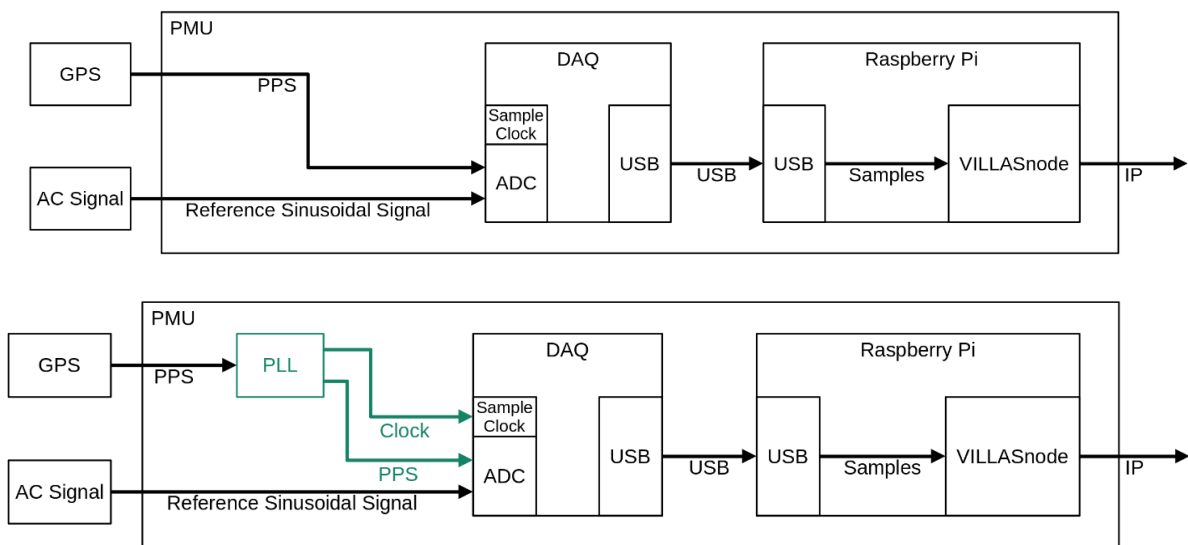 PMU
GPS
PPS
DAQ
Raspberry Pi
Sample
Clock
ADC
USB
USB
USB
Samples
VILLASnode
IP
AC Signal
Reference Sinusoidal Signal
PMU
GPS
PPS
PLL
Clock
PPS
DAQ
Raspberry Pi
Sample
Clock
ADC
USB
USB
USB
Samples
VILLASnode
IP
AC Signal
Reference Sinusoidal Signal